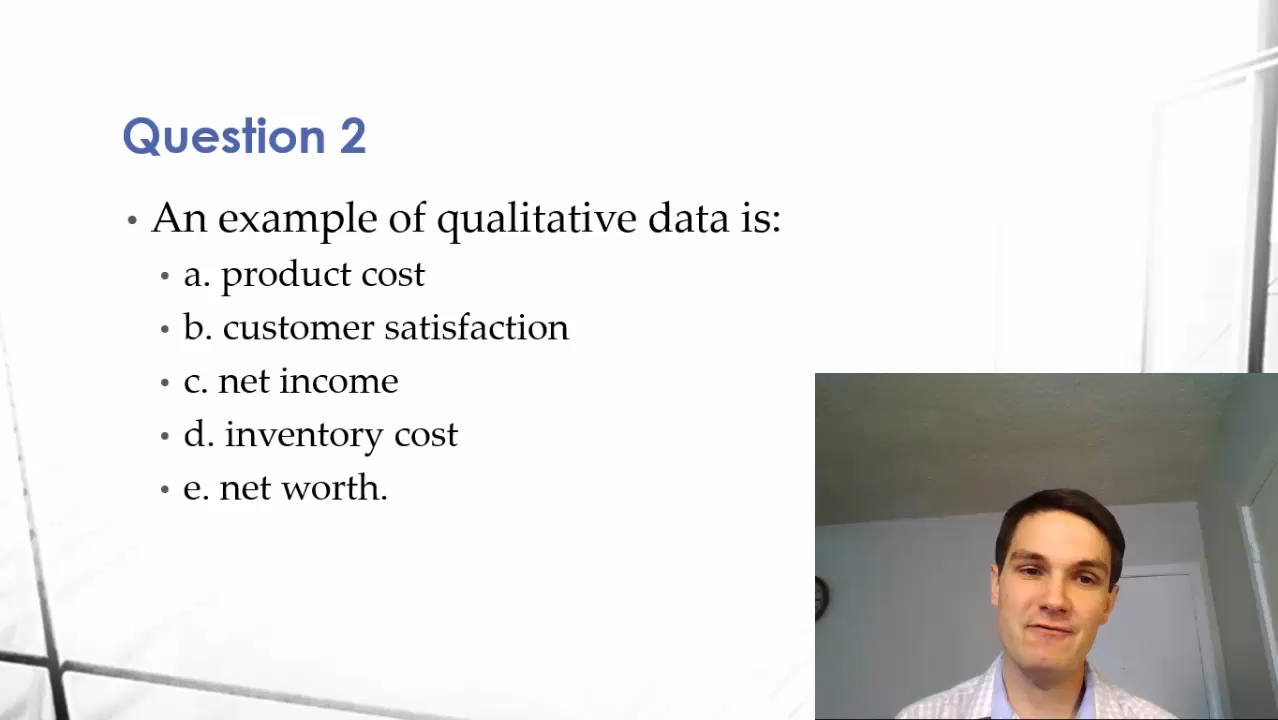 Question 2
• An example of qualitative data is:
• a. product cost
• b. customer satisfaction
• c. net income
• d. inventory cost
• e. net worth.